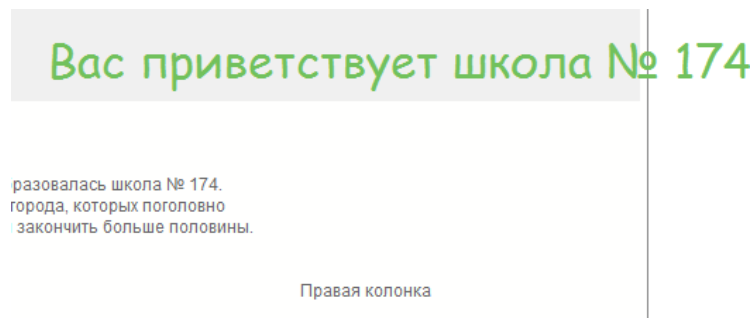 Вас приветствует школа № 174
разовалась школа № 174.
города, которых поголовно
закончить больше половины.
Правая колонка